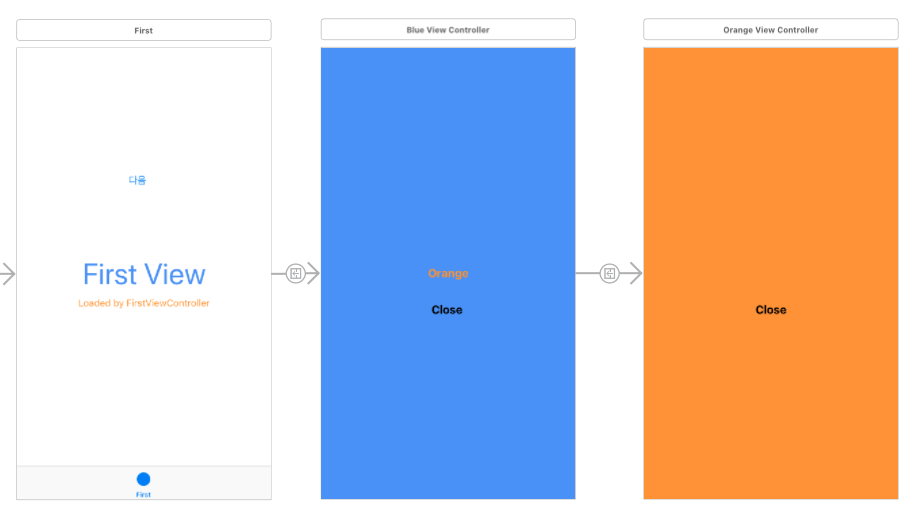 First
Blue View Controller
Orange View Controller
다음
First View
Loaded by FirstViewController
Orange
Close
Close
First